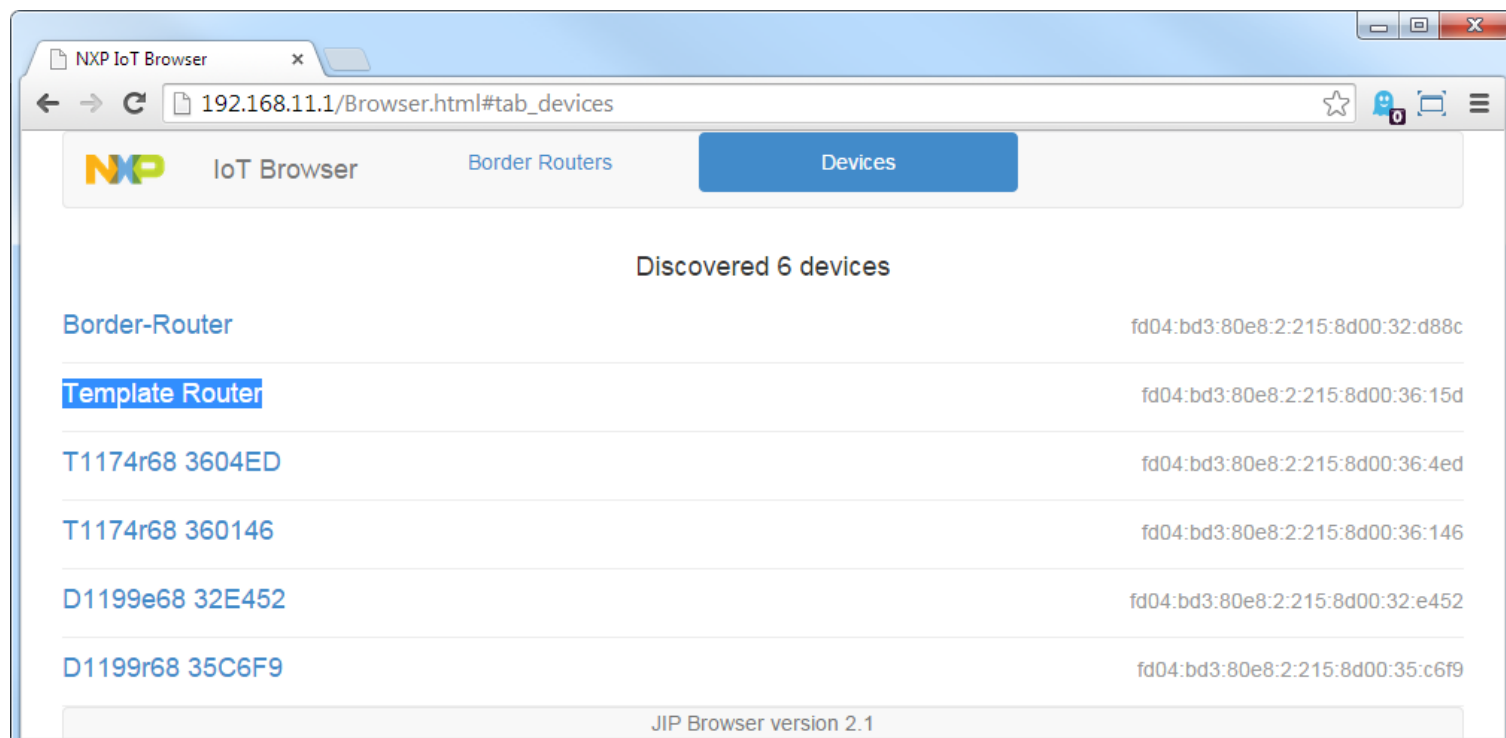 NXP IoT Browser
192.168.11.1/Browser.html#tab_devices
0
NXP IoT Browser Border Routers Devices
Discovered 6 devices
Border-Router fd04:bd3:80e8:2:215:8d00:32:d88c
Template Router fd04:bd3:80e8:2:215:8d00:36:15d
T1174r68 3604ED fd04:bd3:80e8:2:215:8d00:36:4ed
T1174r68 360146 fd04:bd3:80e8:2:215:8d00:36:146
D1199e68 32E452 fd04:bd3:80e8:2:215:8d00:32:e452
D1199r68 35C6F9 fd04:bd3:80e8:2:215:8d00:35:c6f9
JIP Browser version 2.1